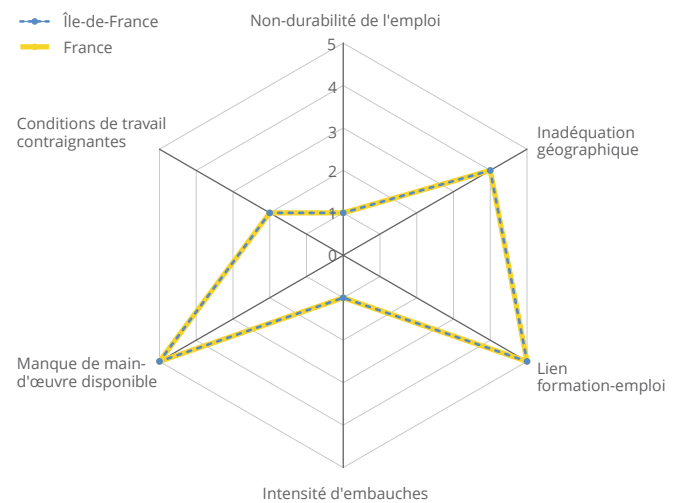 Île-de-France
France
Non-durabilité de l'emploi
5
4
3
2
1
0
Inadéquation
géographique
Conditions de travail
contraignantes
Manque de main-
d'œuvre disponible
Lien
formation-emploi
Intensité d'embauches